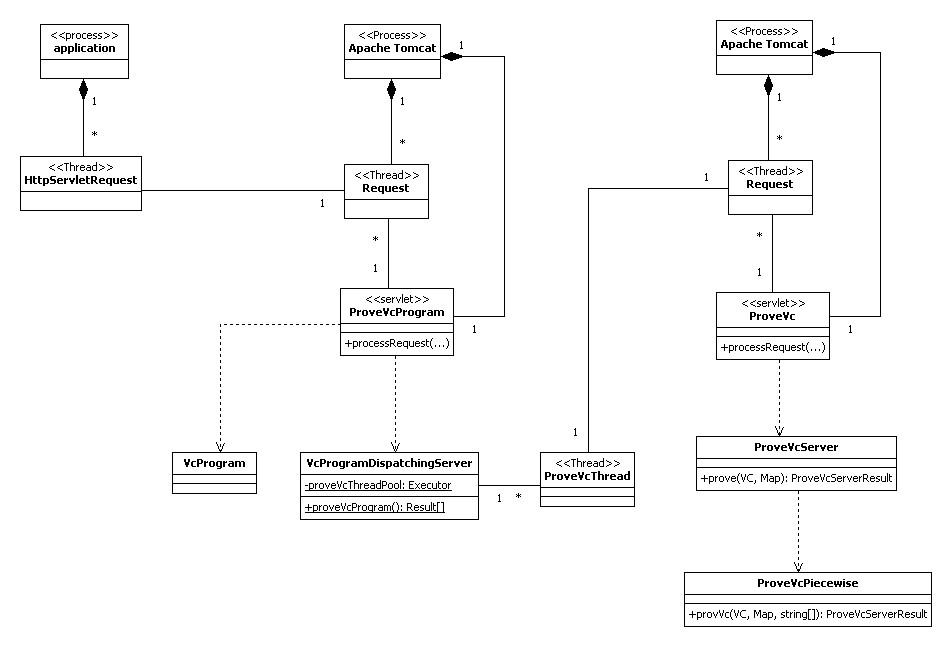 <<process>>
application
1
*
<<Thread>>
HttpServletRequest
<<Process>>
Apache Tomcat
1
1
*
<<Thread>>
Request
1
*
1
<<servlet>>
ProveVcProgram
+processRequest(...)
1
VcProgram
VcProgramDispatchingServer
-proveVcThreadPool: Executor
+proveVcProgram(): Result[]
1 *
<<Thread>>
ProveVcThread
1
1
<<Process>>
Apache Tomcat
1
1
*
<<Thread>>
Request
*
1
<<servlet>>
ProveVc
+processRequest(...)
1
ProveVcServer
+prove(VC, Map): ProveVcServerResult
ProveVcPiecewise
+provVc(VC, Map, string[]): ProveVcServerResult